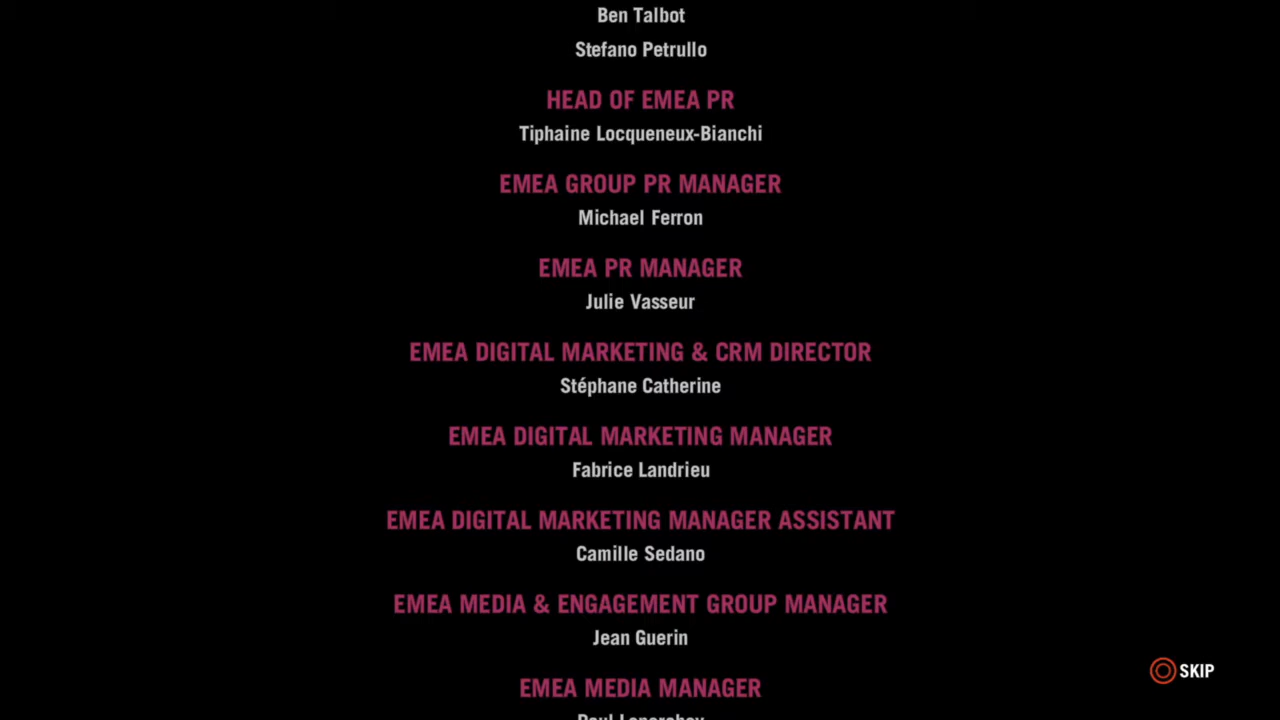 Ben Talbot
Stefano Petrullo
HEAD OF EMEA PR
Tiphaine Locqueneux-Bianchi
EMEA GROUP PR MANAGER
Michael Ferron
EMEA PR MANAGER
Julie Vasseur
EMEA DIGITAL MARKETING & CRM DIRECTOR
Stéphane Catherine
EMEA DIGITAL MARKETING MANAGER
Fabrice Landrieu
EMEA DIGITAL MARKETING MANAGER ASSISTANT
Camille Sedano
EMEA MEDIA & ENGAGEMENT GROUP MANAGER
Jean Guerin
SKIP
EMEA MEDIA MANAGER
Paul